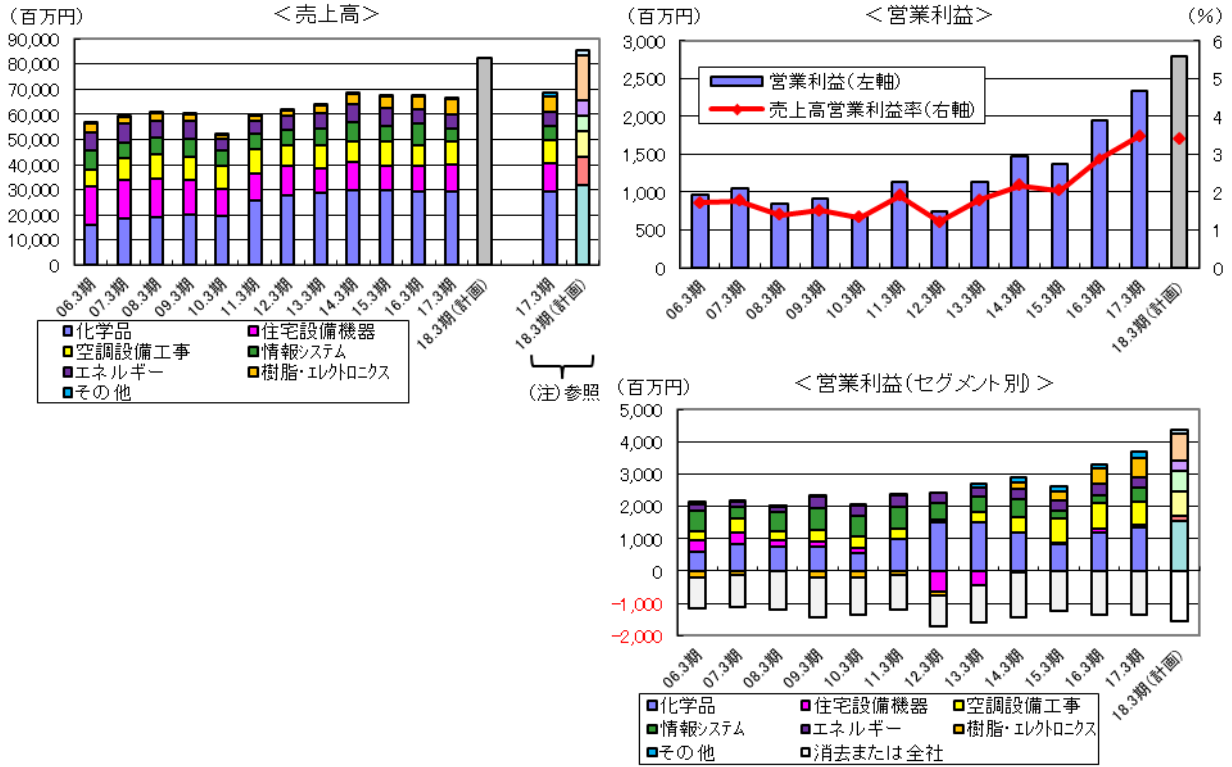 (百万円)
＜売上高＞
90,000
80,000
70,000
60,000
50,000
40,000
30,000
20,000
10,000
0
06.3期
07.3期
08.3期
09.3期
10.3期
11.3期
12.3期
13.3期
14.3期
15.3期
16.3期
17.3期
18.3期(計画)
17.3期
18.3期(計画)
化学品
住宅設備機器
空調設備工事
情報システム
エネルギー
樹脂・エレクトロニクス
その他
(注)参照
(百万円)
＜営業利益＞
(%)
3,000
2,500
2,000
1,500
1,000
500
0
6
5
4
3
2
1
0
営業利益(左軸)
売上高営業利益率(右軸)
06.3期
07.3期
08.3期
09.3期
10.3期
11.3期
12.3期
13.3期
14.3期
15.3期
16.3期
17.3期
18.3期(計画)
(百万円)
＜営業利益(セグメント別)＞
5,000
4,000
3,000
2,000
1,000
0
-1,000
-2,000
06.3期
07.3期
08.3期
09.3期
10.3期
11.3期
12.3期
13.3期
14.3期
15.3期
16.3期
17.3期
18.3期(計画)
化学品
住宅設備機器
空調設備工事
情報システム
エネルギー
樹脂・エレクトロニクス
その他
消去または全社